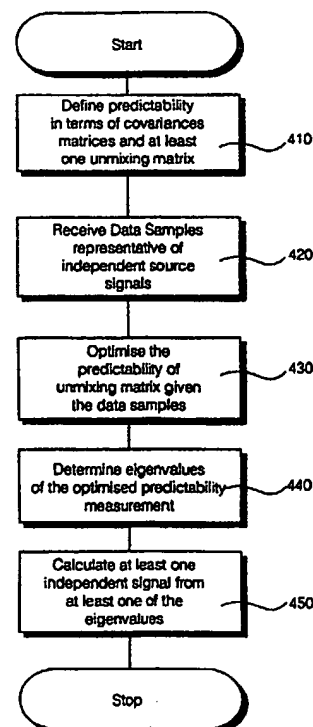 Start
Define predictability
in terms of covariances
matrices and at least
one unmixing matrix
410
Receive Data Samples
representative of
independent source
signals
420
Optimise the
predictability of
unmixing matrix given
the data samples
430
Determine eigenvalues
of the optimised predictability
measurement
440
Calculate at least one
independent signal from
at least one of the
eigenvalues
450
Stop